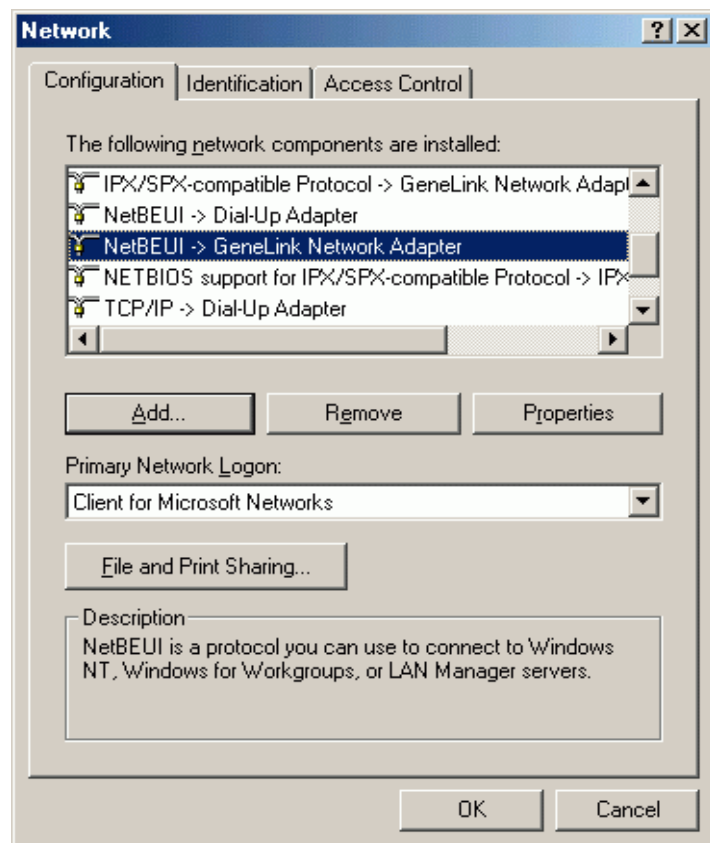 Network
Configuration Identification Access Control
The following network components are installed:
IPX/SPX-compatible Protocol -> GeneLink Network Adapt
NetBEUI -> Dial-Up Adapter
NetBEUI -> GeneLink Network Adapter
NETBIOS support for IPX/SPX-compatible Protocol -> IPX
TCP/IP -> Dial-Up Adapter
Add... Remove Properties
Primary Network Logon:
Client for Microsoft Networks
File and Print Sharing...
Description
NetBEUI is a protocol you can use to connect to Windows
NT, Windows for Workgroups, or LAN Manager servers.
OK Cancel